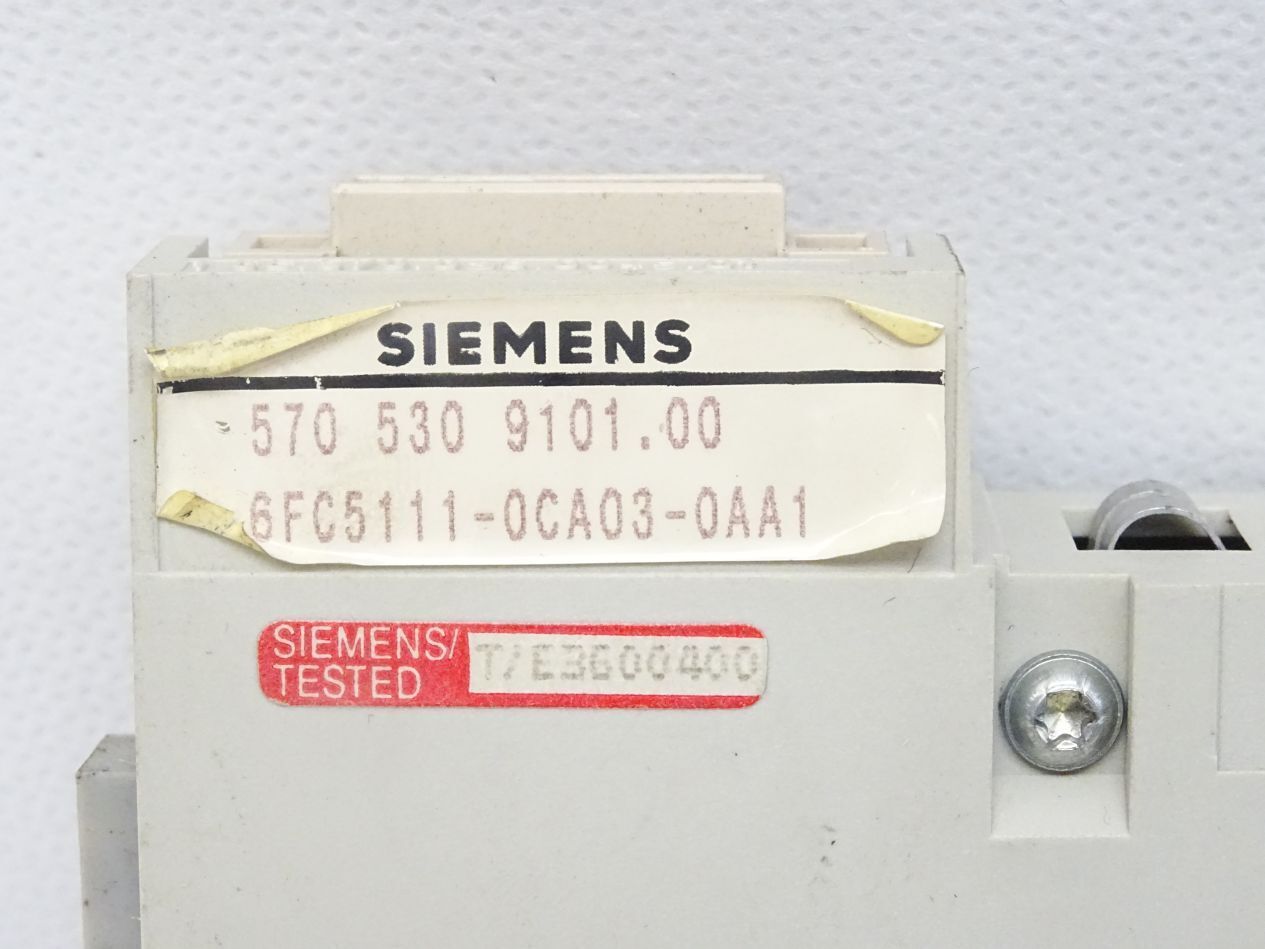 SIEMENS
570 530 9101.00
6FC5111-0CA03-0AA1
SIEMENS/
TESTED
T/E3600400